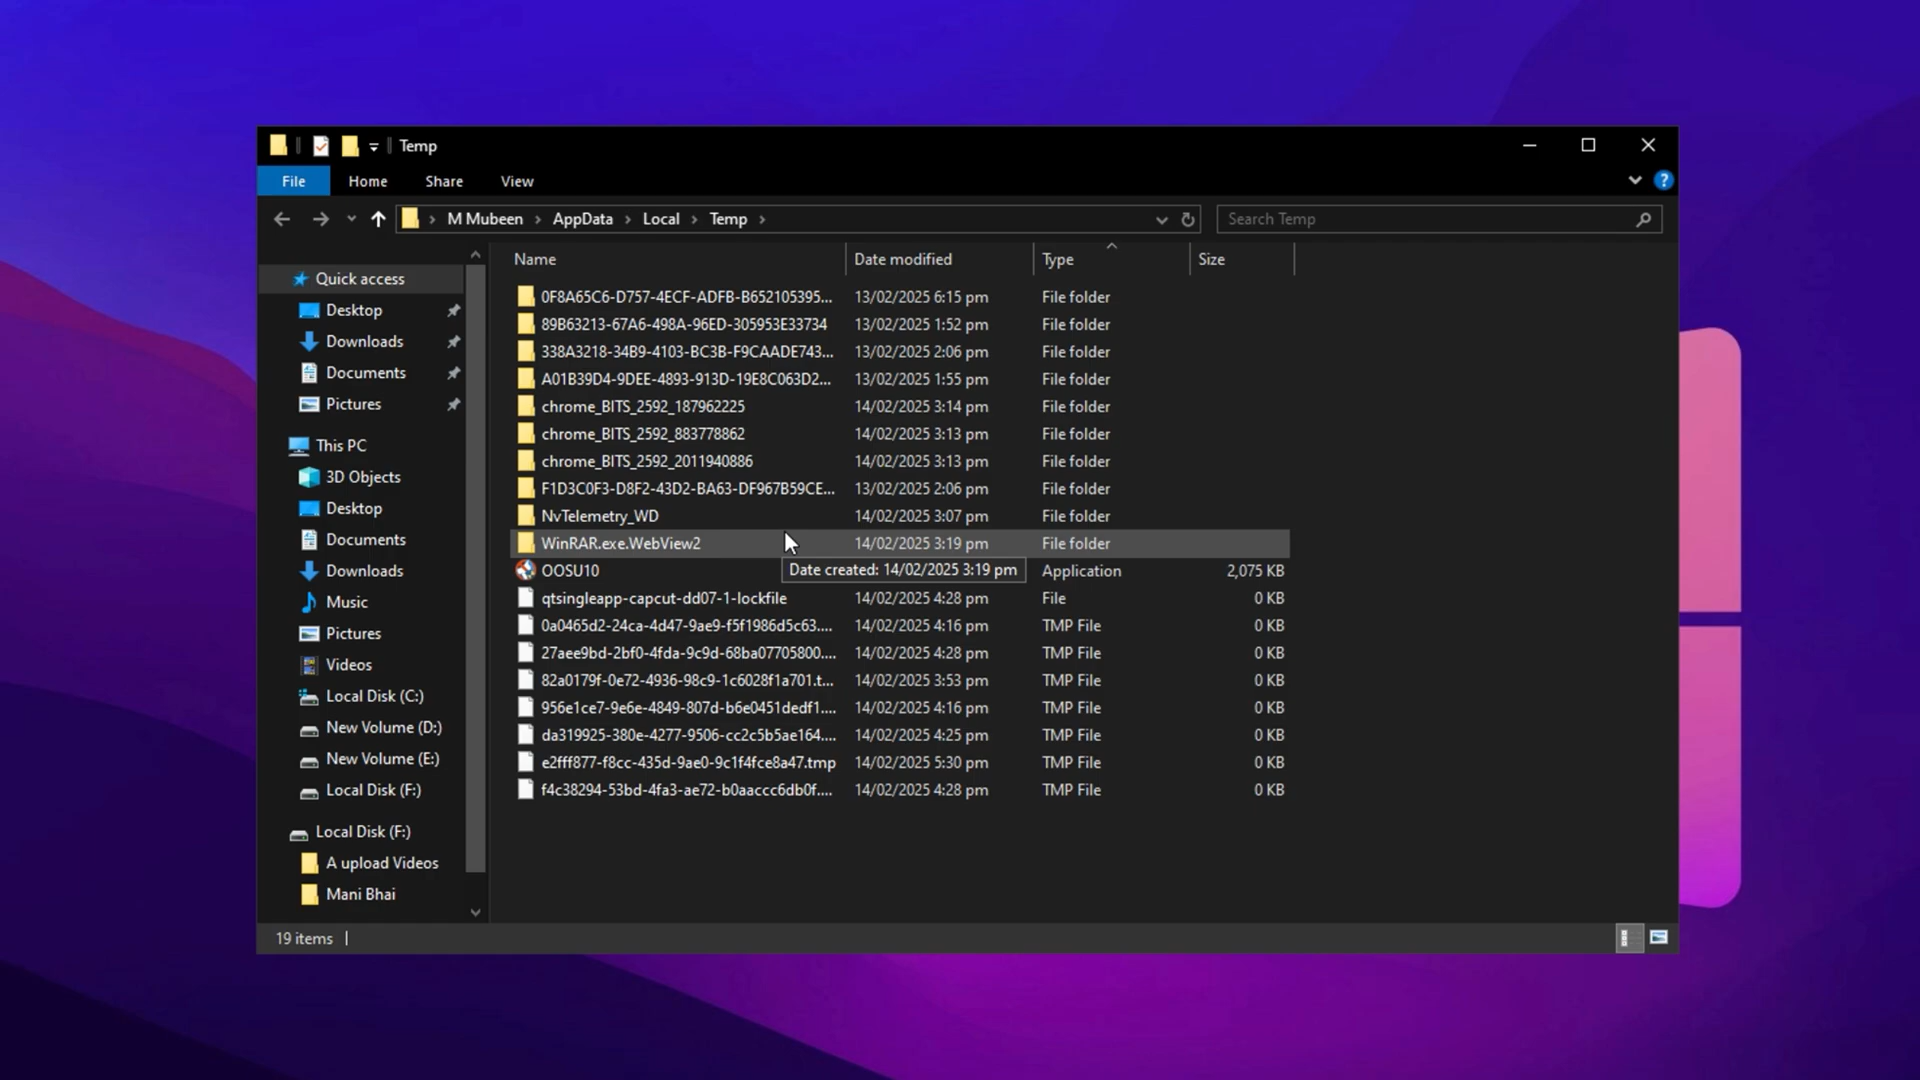 Temp
File Home Share View
M Mubeen AppData Local Temp
Search Temp
Name Date modified Type Size
Quick access
Desktop
Downloads
Documents
Pictures
This PC
3D Objects
Desktop
Documents
Downloads
Music
Pictures
Videos
Local Disk (C:)
New Volume (D:)
New Volume (E:)
Local Disk (F:)
Local Disk (F:)
A upload Videos
Mani Bhai
0F8A65C6-D757-4ECF-ADFB-B652105395... 13/02/2025 6:15 pm File folder
89B63213-67A6-498A-96ED-305953E33734 13/02/2025 1:52 pm File folder
338A3218-34B9-4103-BC3B-F9CAADE743... 13/02/2025 2:06 pm File folder
A01B39D4-9DEE-4893-913D-19E8C063D2... 13/02/2025 1:55 pm File folder
chrome_BITS_2592_187962225 14/02/2025 3:14 pm File folder
chrome_BITS_2592_883778862 14/02/2025 3:13 pm File folder
chrome_BITS_2592_2011940886 14/02/2025 3:13 pm File folder
F1D3C0F3-D8F2-43D2-BA63-DF967B59CE... 13/02/2025 2:06 pm File folder
NvTelemetry_WD 14/02/2025 3:07 pm File folder
WinRAR.exe.WebView2 14/02/2025 3:19 pm File folder
OOSU10 Date created: 14/02/2025 3:19 pm Application 2,075 KB
qtsingleapp-capcut-dd07-1-lockfile 14/02/2025 4:28 pm File 0 KB
0a0465d2-24ca-4d47-9ae9-f5f1986d5c63.... 14/02/2025 4:16 pm TMP File 0 KB
27aee9bd-2bf0-4fda-9c9d-68ba07705800.... 14/02/2025 4:28 pm TMP File 0 KB
82a0179f-0e72-4936-98c9-1c6028f1a701.t... 14/02/2025 3:53 pm TMP File 0 KB
956e1ce7-9e6e-4849-807d-b6e0451dedf1.... 14/02/2025 4:16 pm TMP File 0 KB
da319925-380e-4277-9506-cc2c5b5ae164.... 14/02/2025 4:25 pm TMP File 0 KB
e2fff877-f8cc-435d-9ae0-9c1f4fce8a47.tmp 14/02/2025 5:30 pm TMP File 0 KB
f4c38294-53bd-4fa3-ae72-b0aaccc6db0f.... 14/02/2025 4:28 pm TMP File 0 KB
19 items